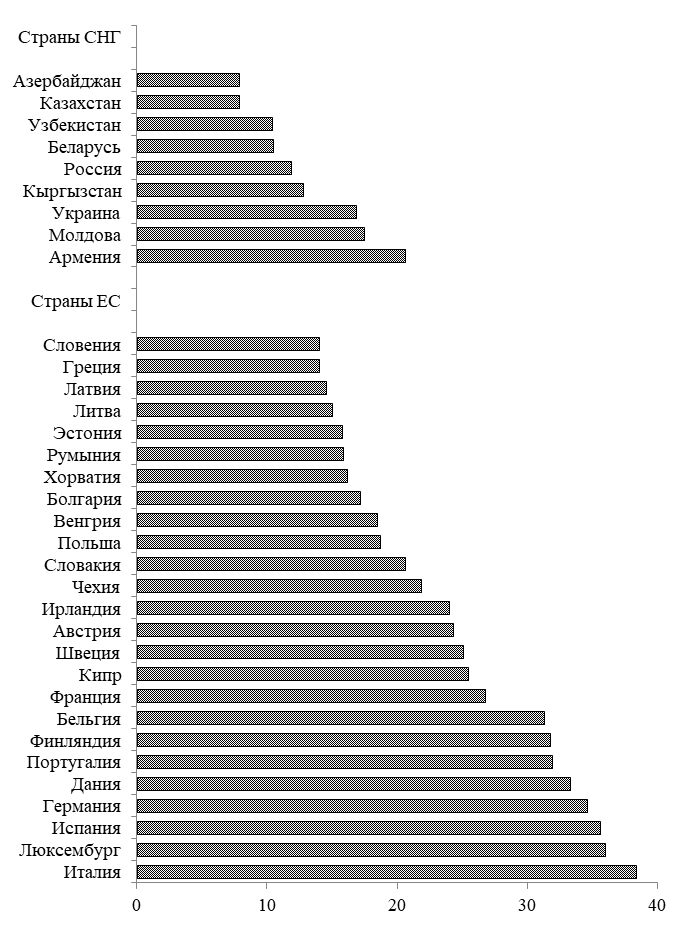 Страны СНГ
Азербайджан
Казахстан
Узбекистан
Беларусь
Россия
Кыргызстан
Украина
Молдова
Армения
Страны ЕС
Словения
Греция
Латвия
Литва
Эстония
Румыния
Хорватия
Болгария
Венгрия
Польша
Словакия
Чехия
Ирландия
Австрия
Швеция
Кипр
Франция
Бельгия
Финляндия
Португалия
Дания
Германия
Испания
Люксембург
Италия
0 10 20 30 40